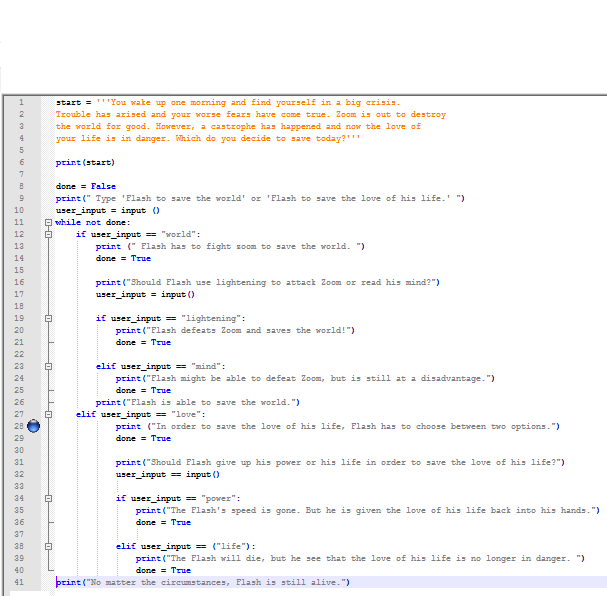 1 start = '''You wake up one morning and find yourself in a big crisis.
2 Trouble has arised and your worse fears have come true. Zoom is out to destroy
3 the world for good. However, a castrophe has happened and now the love of
4 your life is in danger. Which do you decide to save today?'''
5
6 print(start)
7
8 done = False
9 print(" Type 'Flash to save the world' or 'Flash to save the love of his life.' ")
10 user_input = input ()
11 while not done:
12 if user_input == "world":
13 print (" Flash has to fight zoom to save the world. ")
14 done = True
15
16 print("Should Flash use lightening to attack Zoom or read his mind?")
17 user_input = input()
18
19 if user_input == "lightening":
20 print("Flash defeats Zoom and saves the world!")
21 done = True
22
23 elif user_input == "mind":
24 print("Flash might be able to defeat Zoom, but is still at a disadvantage.")
25 done = True
26 print("Flash is able to save the world.")
27 elif user_input == "love":
28 print ("In order to save the love of his life, Flash has to choose between two options.")
29 done = True
30
31 print("Should Flash give up his power or his life in order to save the love of his life?")
32 user_input == input()
33
34 if user_input == "power":
35 print("The Flash's speed is gone. But he is given the love of his life back into his hands.")
36 done = True
37
38 elif user_input == ("life"):
39 print("The Flash will die, but he see that the love of his life is no longer in danger. ")
40 done = True
41 print("No matter the circumstances, Flash is still alive.")